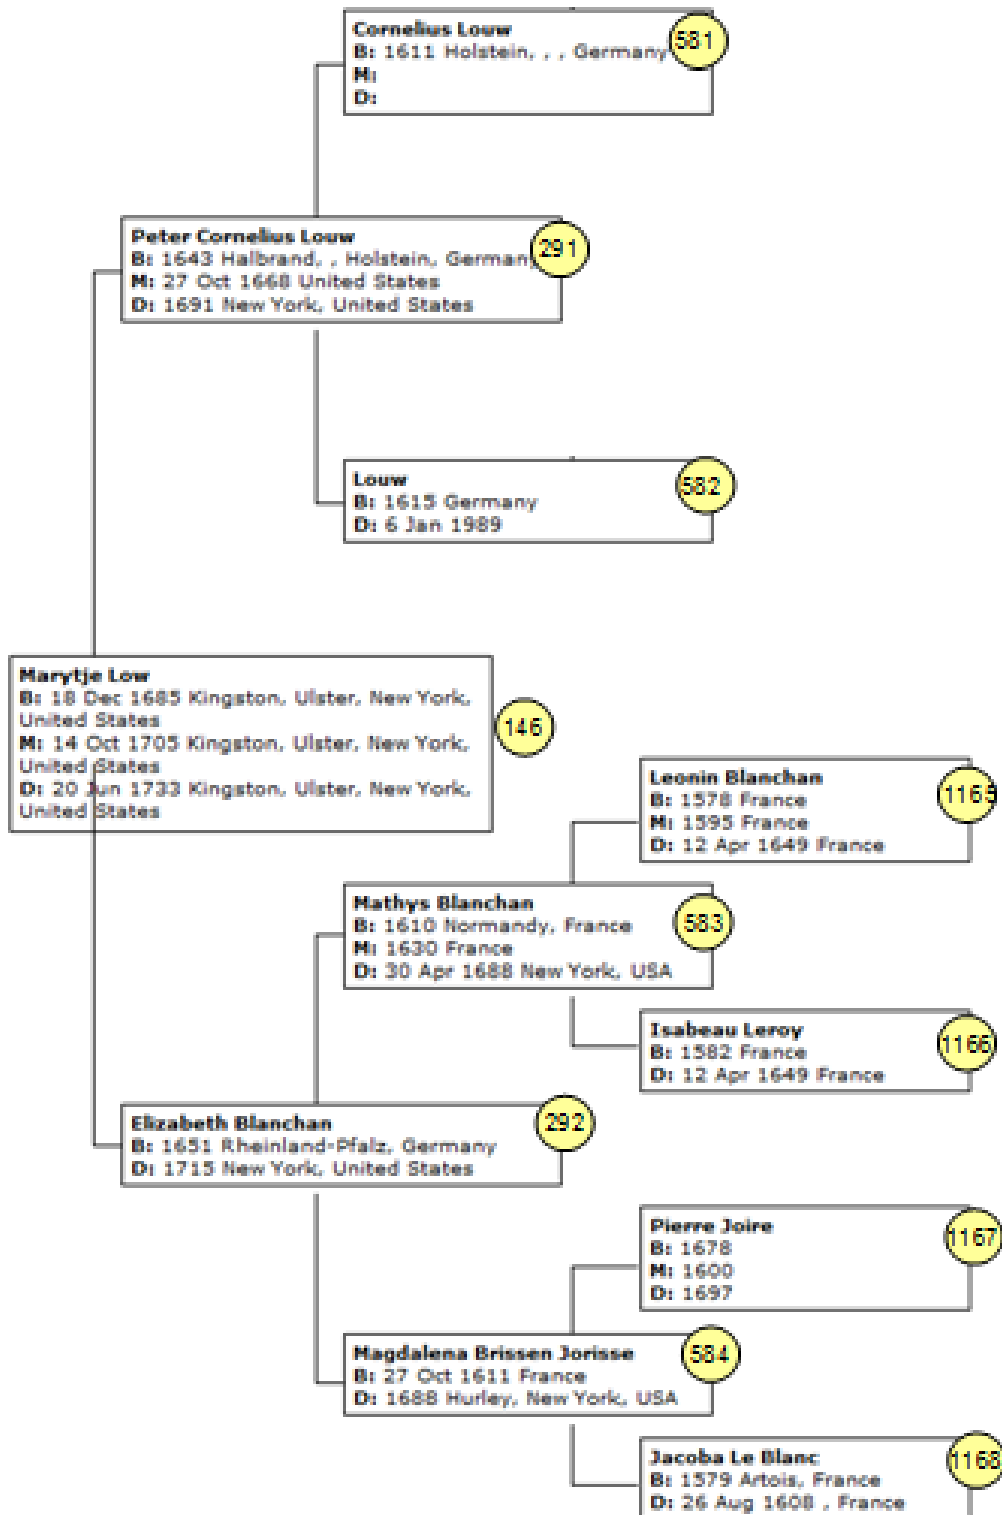 Cornelius Louw
B: 1611 Holstein, , , Germany
581
M:
D:
Peter Cornelius Louw
B: 1643 Halbrand, , Holstein, German
291
M: 27 Oct 1668 United States
D: 1691 New York, United States
Louw
582
B: 1615 Germany
D: 6 Jan 1989
Marytje Low
B: 18 Dec 1685 Kingston, Ulster, New York,
United States
M: 14 Oct 1705 Kingston, Ulster, New York,
United States
D: 20 Jun 1733 Kingston, Ulster, New York,
United States
146
Leonin Blanchan
1165
B: 1578 France
M: 1595 France
D: 12 Apr 1649 France
Mathys Blanchan
583
B: 1610 Normandy, France
M: 1630 France
D: 30 Apr 1688 New York, USA
Isabeau Leroy
1166
B: 1582 France
D: 12 Apr 1649 France
Elizabeth Blanchan
292
B: 1651 Rheinland-Pfalz, Germany
D: 1715 New York, United States
Pierre Joire
1167
B: 1678
M: 1600
D: 1697
Magdalena Brissen Jorisse
584
B: 27 Oct 1611 France
D: 1688 Hurley, New York, USA
Jacoba Le Blanc
1168
B: 1579 Artois, France
D: 26 Aug 1608 , France